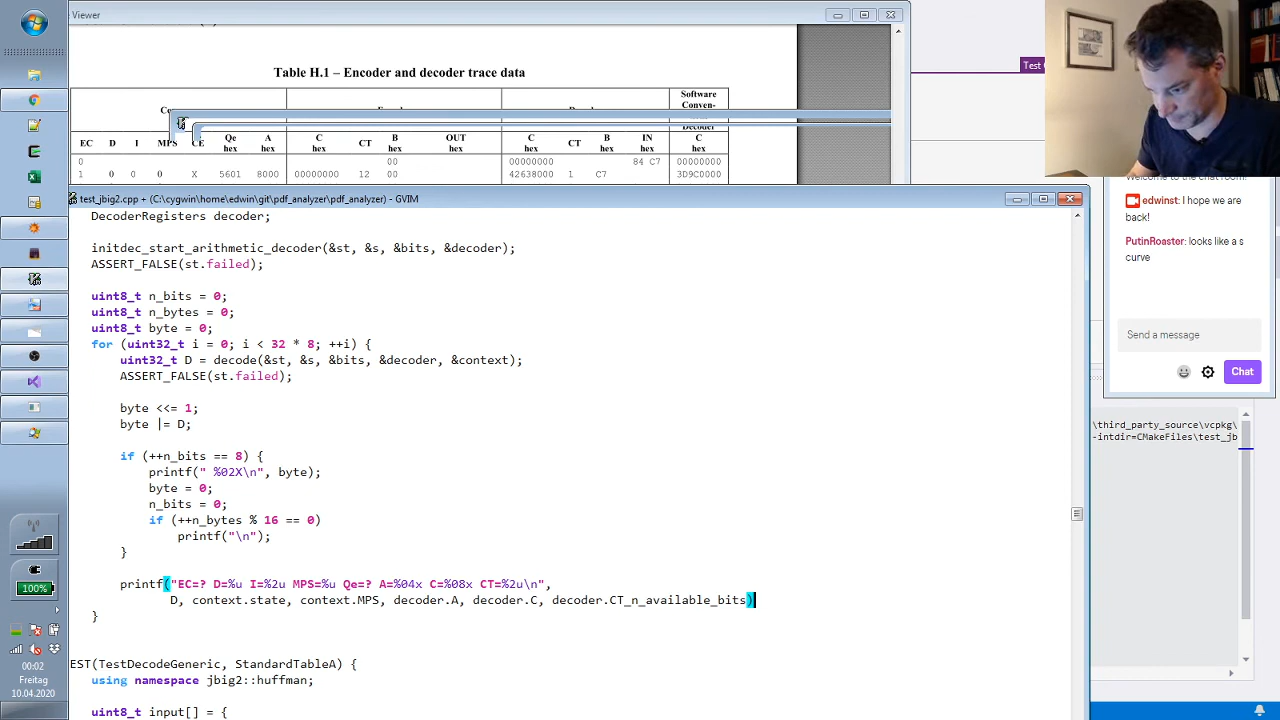 Viewer
Table H.1 – Encoder and decoder trace data
Software
Conven-
Decoder
EC D I MPS CE Qe A C CT B OUT C CT B IN C
hex hex hex hex hex hex hex hex hex
0 00 00000000 84 C7 00000000
1 0 0 0 X 5601 8000 00000000 12 00 42638000 1 C7 3D9C0000
test_jbig2.cpp + (C:\cygwin\home\edwin\git\pdf_analyzer\pdf_analyzer) - GVIM
DecoderRegisters decoder;
initdec_start_arithmetic_decoder(&st, &s, &bits, &decoder);
ASSERT_FALSE(st.failed);
uint8_t n_bits = 0;
uint8_t n_bytes = 0;
uint8_t byte = 0;
for (uint32_t i = 0; i < 32 * 8; ++i) {
uint32_t D = decode(&st, &s, &bits, &decoder, &context);
ASSERT_FALSE(st.failed);
byte <<= 1;
byte |= D;
if (++n_bits == 8) {
printf(" %02X\n", byte);
byte = 0;
n_bits = 0;
if (++n_bytes % 16 == 0)
printf("\n");
}
printf("EC=? D=%u I=%2u MPS=%u Qe=? A=%04x C=%08x CT=%2u\n",
D, context.state, context.MPS, decoder.A, decoder.C, decoder.CT_n_available_bits)
}
EST(TestDecodeGeneric, StandardTableA) {
using namespace jbig2::huffman;
uint8_t input[] = {
Test C
Welcome to the chat room!
edwinst: I hope we are
back!
PutinRoaster: looks like a s
curve
Send a message
Chat
\third_party_source\vcpkg\
-intdir=CMakeFiles\test_jb
100%
00:02
Freitag
10.04.2020